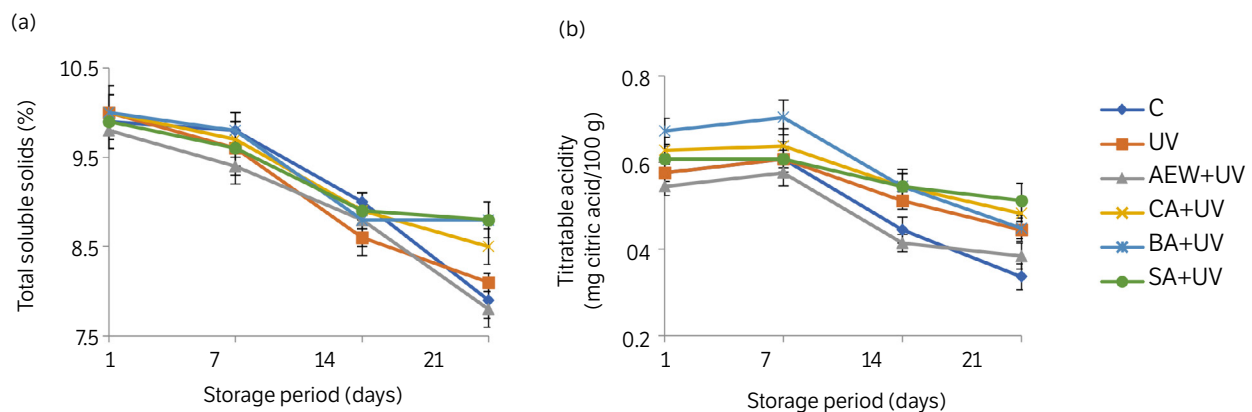 (a)
10.5
9.5
8.5
7.5
Total soluble solids (%)
1 7 14 21
Storage period (days)
(b)
0.8
0.6
04
0.2
Titratable acidity
(mg citric acid/100 g)
1 7 14 21
Storage period (days)
C
UV
AEW+UV
CA+UV
BA+UV
SA+UV